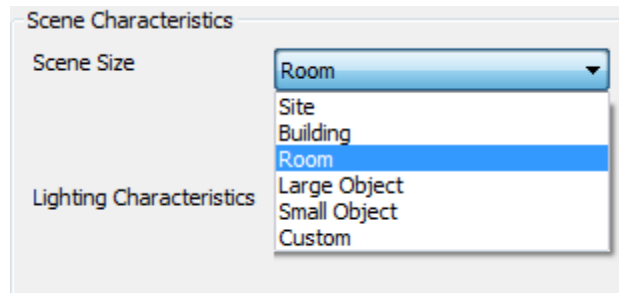 Scene Characteristics
Scene Size
Room
Site
Building
Room
Large Object
Lighting Characteristics
Small Object
Custom